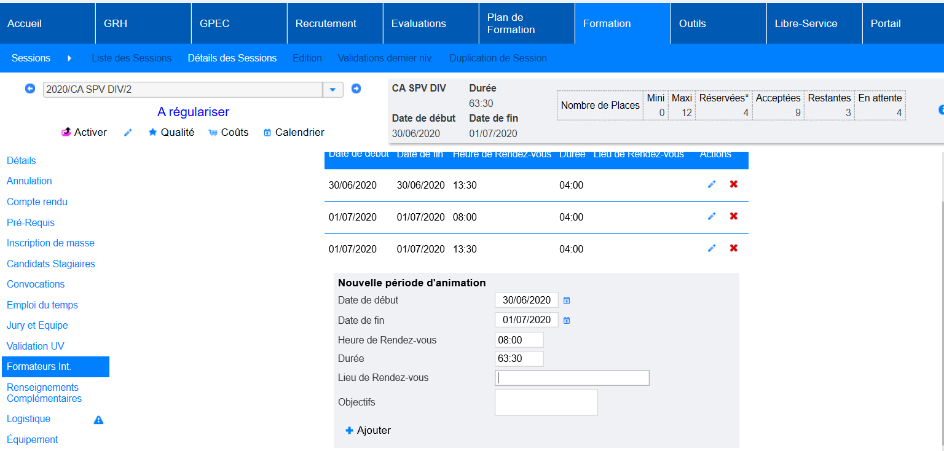 Accueil GRH GPEC Recrutement Evaluations Plan de Formation Formation Outils Libre-Service Portail
Sessions Liste des Sessions Détails des Sessions Edition Validations dernier niv Duplication de Session
2020/CA SPV DIV/2
A régulariser
Activer Qualité Coûts Calendrier
CA SPV DIV Durée
63:30
Date de début Date de fin
30/06/2020 01/07/2020
Nombre de Places Mini Maxi Réservées* Acceptées Restantes En attente
0 12 4 9 3 4
Détails
Annulation
Compte rendu
Pré-Requis
Inscription de masse
Candidats Stagiaires
Convocations
Emploi du temps
Jury et Equipe
Validation UV
Formateurs Int.
Renseignements
Complémentaires
Logistique
Équipement
Date de début Date de fin Heure de Rendez-vous Durée Lieu de Rendez-vous Actions
30/06/2020 30/06/2020 13:30 04:00
01/07/2020 01/07/2020 08:00 04:00
01/07/2020 01/07/2020 13:30 04:00
Nouvelle période d'animation
Date de début 30/06/2020
Date de fin 01/07/2020
Heure de Rendez-vous 08:00
Durée 63:30
Lieu de Rendez-vous
Objectifs
Ajouter